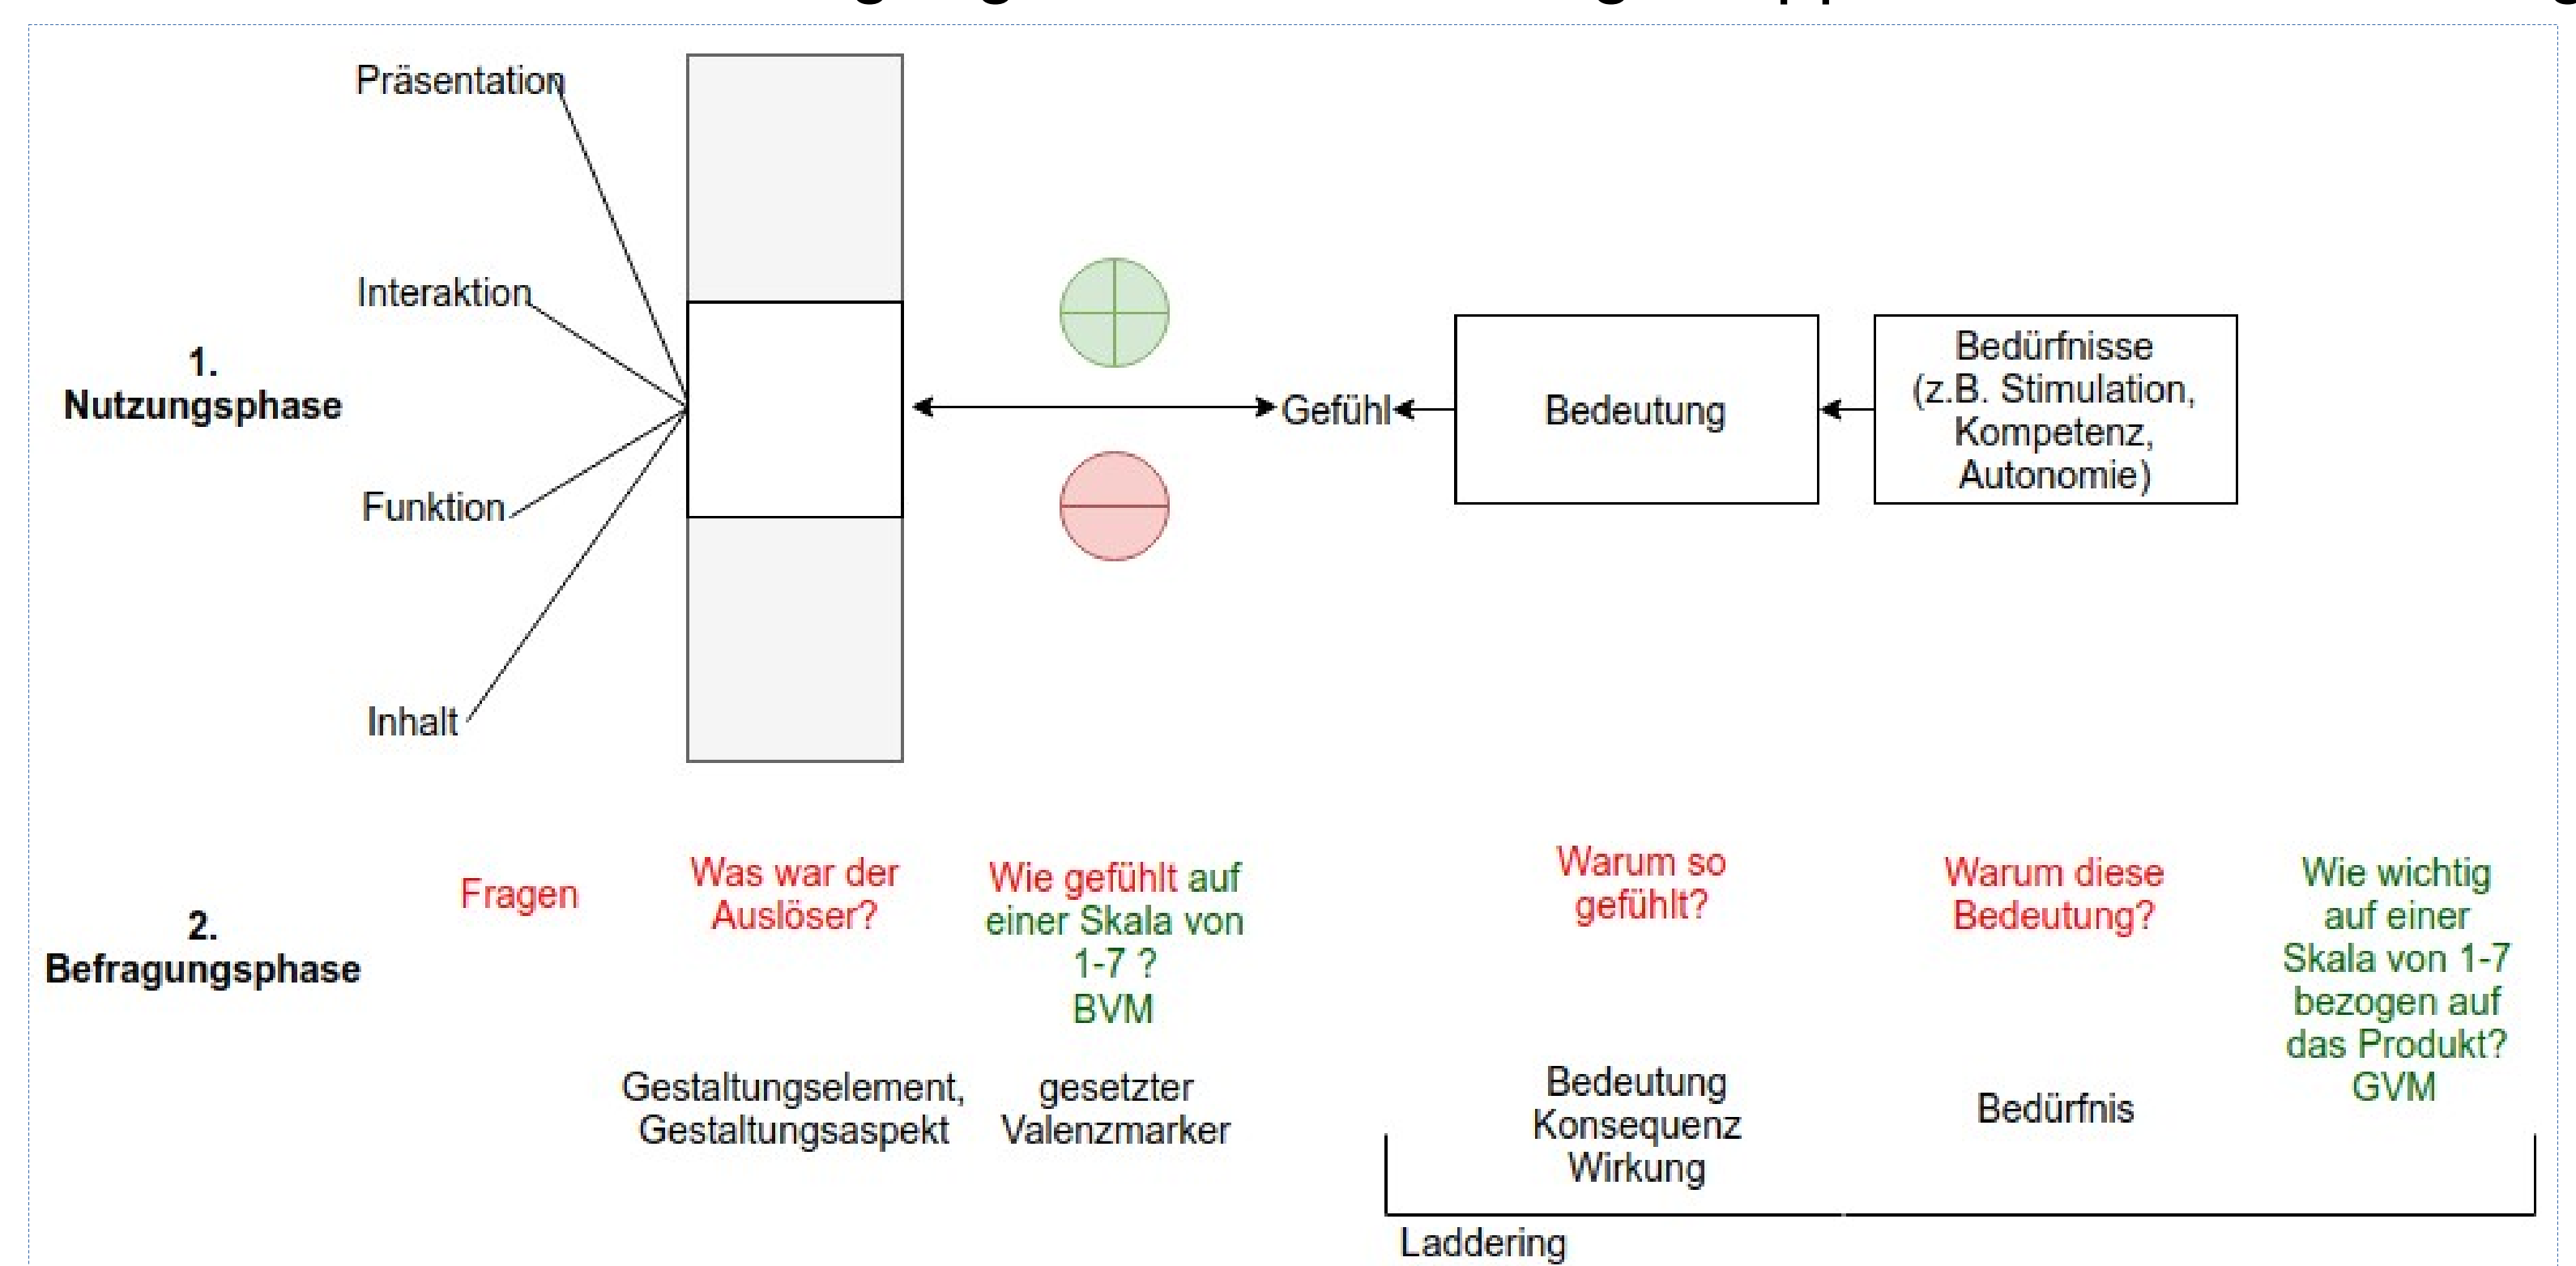 Präsentation
Interaktion
1.
Nutzungsphase
Funktion
Inhalt
Gefühl
Bedeutung
Bedürfnisse
(z.B. Stimulation,
Kompetenz,
Autonomie)
2.
Befragungsphase
Fragen
Was war der
Auslöser?
Wie gefühlt auf
einer Skala von
1-7 ?
BVM
Warum so
gefühlt?
Warum diese
Bedeutung?
Wie wichtig
auf einer
Skala von 1-7
bezogen auf
das Produkt?
GVM
Gestaltungselement,
Gestaltungsaspekt
gesetzter
Valenzmarker
Bedeutung
Konsequenz
Wirkung
Bedürfnis
Laddering